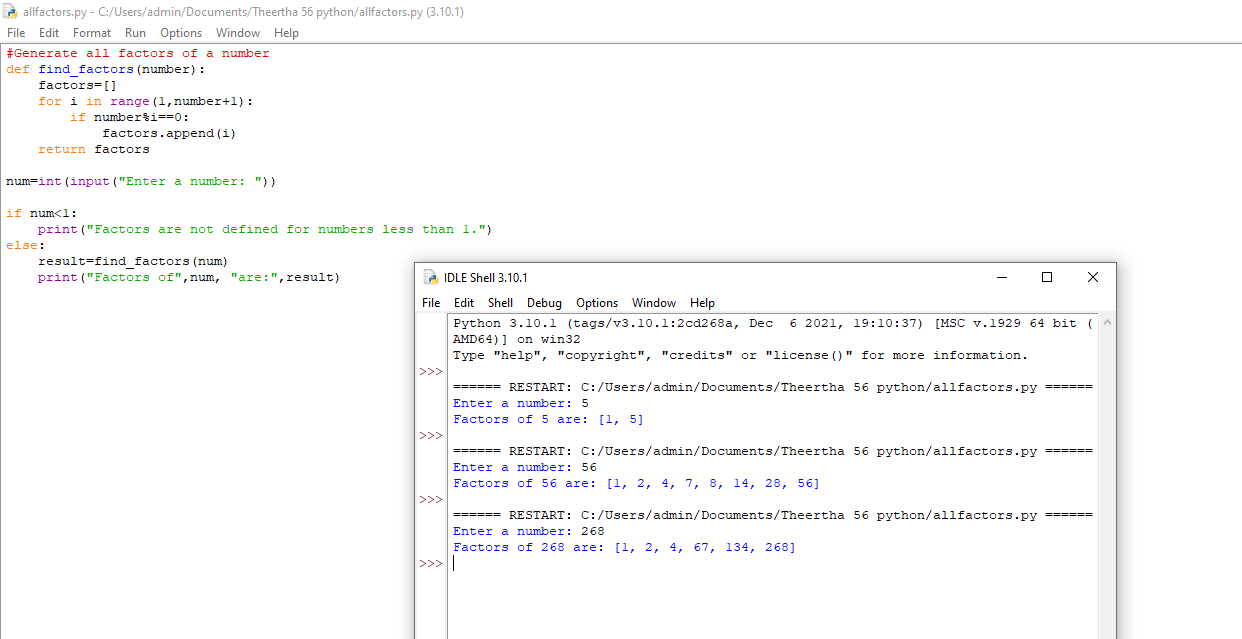 allfactors.py - C:/Users/admin/Documents/Theertha 56 python/allfactors.py (3.10.1)
File Edit Format Run Options Window Help
#Generate all factors of a number
def find_factors(number):
    factors=[]
    for i in range(1,number+1):
        if number%i==0:
            factors.append(i)
    return factors
num=int(input("Enter a number: "))
if num<1:
    print("Factors are not defined for numbers less than 1.")
else:
    result=find_factors(num)
    print("Factors of",num, "are:",result)
IDLE Shell 3.10.1
File Edit Shell Debug Options Window Help
Python 3.10.1 (tags/v3.10.1:2cd268a, Dec  6 2021, 19:10:37) [MSC v.1929 64 bit (
AMD64)] on win32
Type "help", "copyright", "credits" or "license()" for more information.
>>>
====== RESTART: C:/Users/admin/Documents/Theertha 56 python/allfactors.py ======
Enter a number: 5
Factors of 5 are: [1, 5]
>>>
====== RESTART: C:/Users/admin/Documents/Theertha 56 python/allfactors.py ======
Enter a number: 56
Factors of 56 are: [1, 2, 4, 7, 8, 14, 28, 56]
>>>
====== RESTART: C:/Users/admin/Documents/Theertha 56 python/allfactors.py ======
Enter a number: 268
Factors of 268 are: [1, 2, 4, 67, 134, 268]
>>>